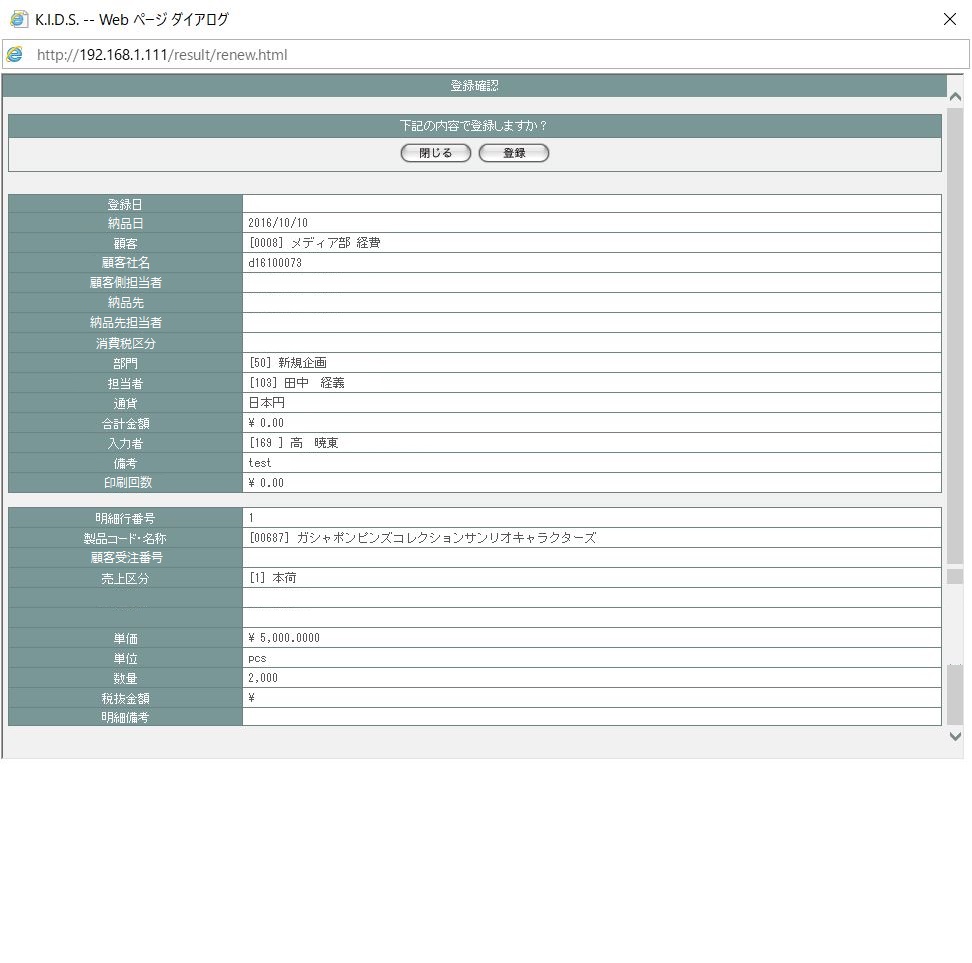 K.I.D.S. -- Web ページ ダイアログ
http://192.168.1.111/result/renew.html
登録確認
下記の内容で登録しますか？
閉じる 登録
登録日
納品日 2016/10/10
顧客 [0008] メディア部 経費
顧客社名 d16100073
顧客側担当者
納品先
納品先担当者
消費税区分
部門 [50] 新規企画
担当者 [103] 田中　経義
通貨 日本円
合計金額 ¥ 0.00
入力者 [169 ] 高　暁東
備考 test
印刷回数 ¥ 0.00
明細行番号 1
製品コード・名称 [00687] ガシャポンピンズコレクションサンリオキャラクターズ
顧客受注番号
売上区分 [1] 本荷
単価 ¥ 5,000.0000
単位 pcs
数量 2,000
税抜金額 ¥
明細備考